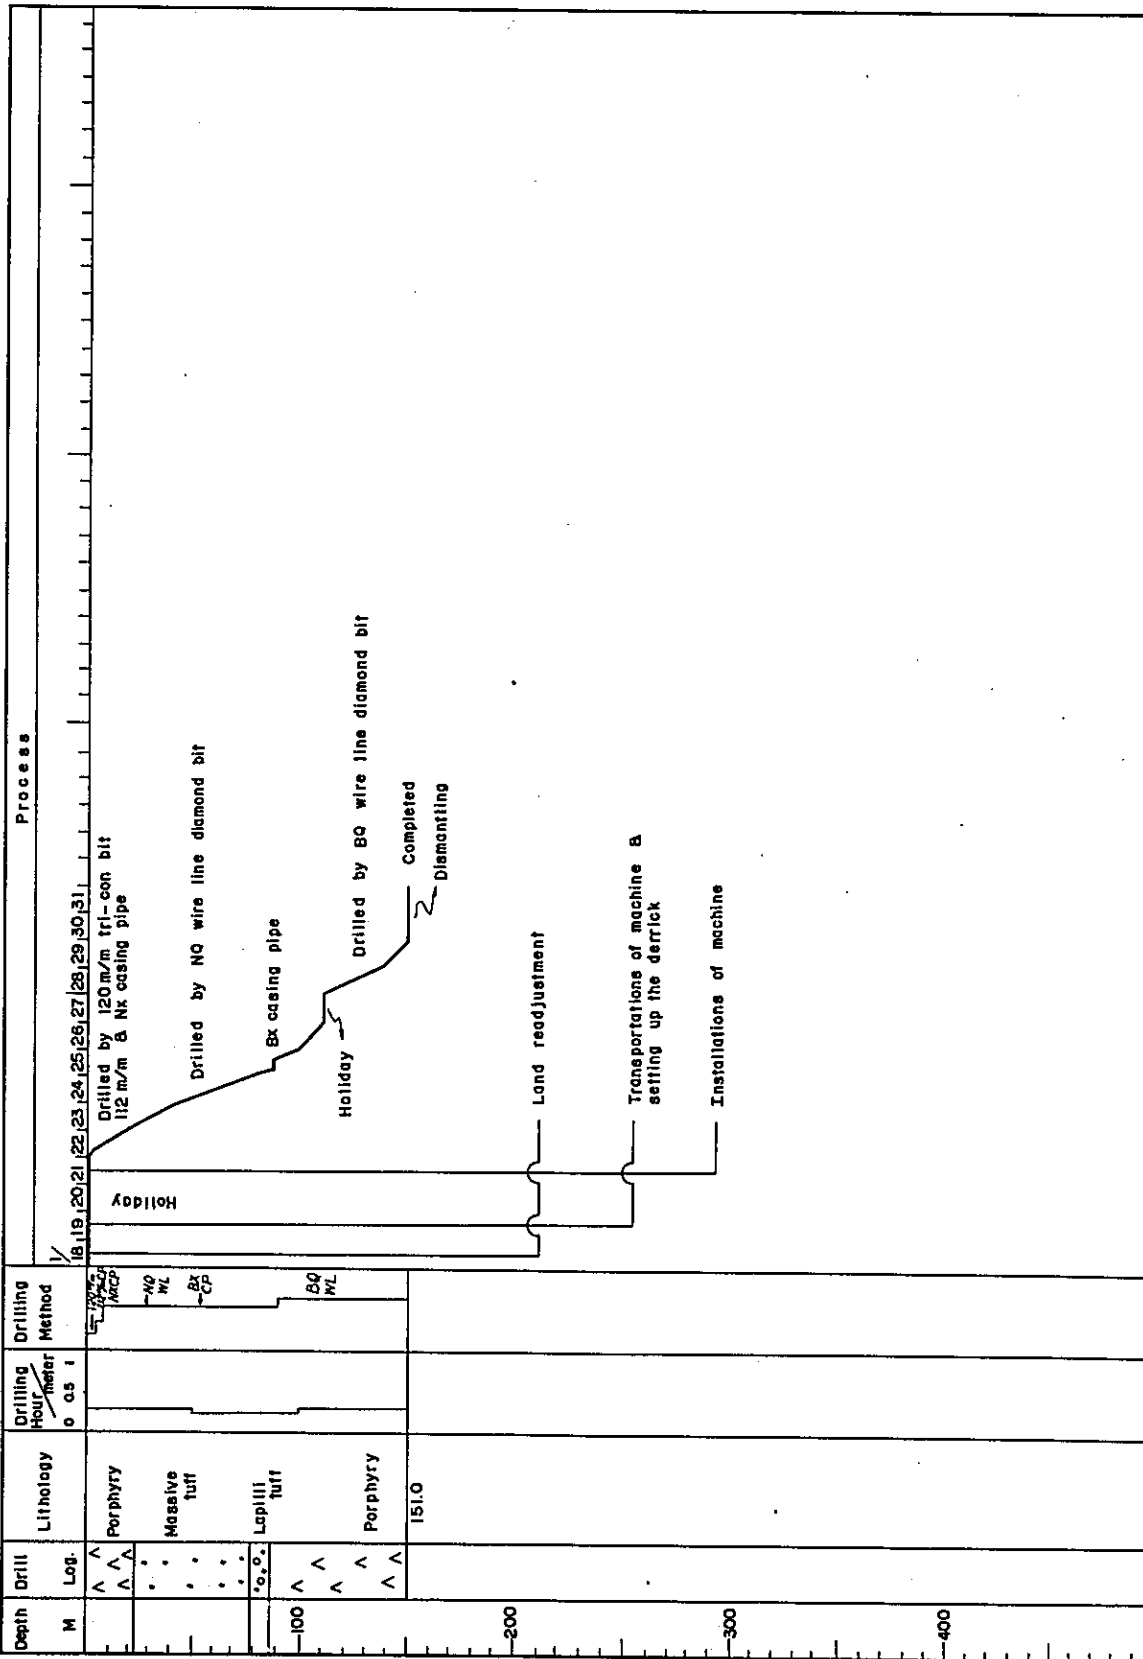 Depth
M
Drill
Log.
Lithology
Drilling
Hour/meter
0 0.5 1
Drilling
Method
Process
1/
18 19 20 21 22 23 24 25 26 27 28 29 30 31
Porphyry
Massive
tuff
Lapilli
tuff
Porphyry
151.0
NXCP
NQ
WL
BX
CP
BQ
WL
Holiday
Drilled by 120m/m tri-con bit
112 m/m & Nx casing pipe
Drilled by NQ wire line diamond bit
Bx casing pipe
Holiday
Drilled by BQ wire line diamond bit
Completed
Dismantling
Land readjustment
Transportations of machine &
setting up the derrick
Installations of machine
100
200
300
400